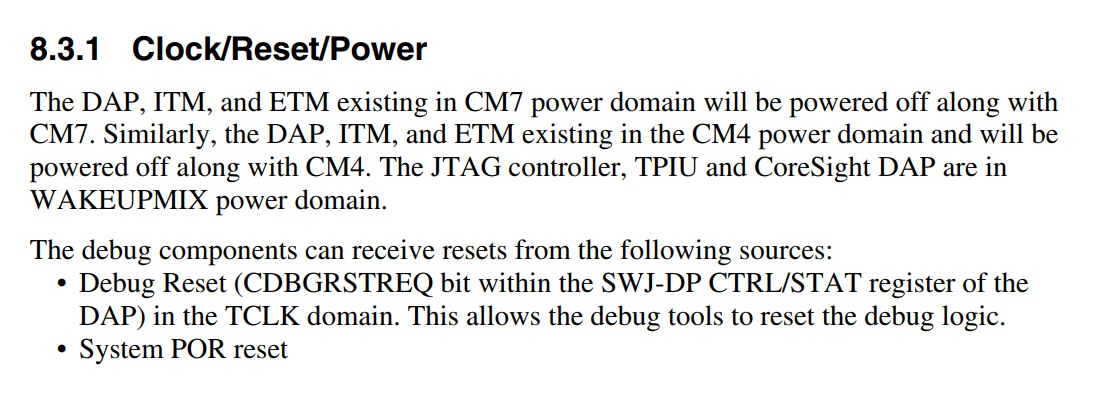 8.3.1 Clock/Reset/Power
The DAP, ITM, and ETM existing in CM7 power domain will be powered off along with
CM7. Similarly, the DAP, ITM, and ETM existing in the CM4 power domain and will be
powered off along with CM4. The JTAG controller, TPIU and CoreSight DAP are in
WAKEUPMIX power domain.
The debug components can receive resets from the following sources:
• Debug Reset (CDBGRSTREQ bit within the SWJ-DP CTRL/STAT register of the
DAP) in the TCLK domain. This allows the debug tools to reset the debug logic.
• System POR reset